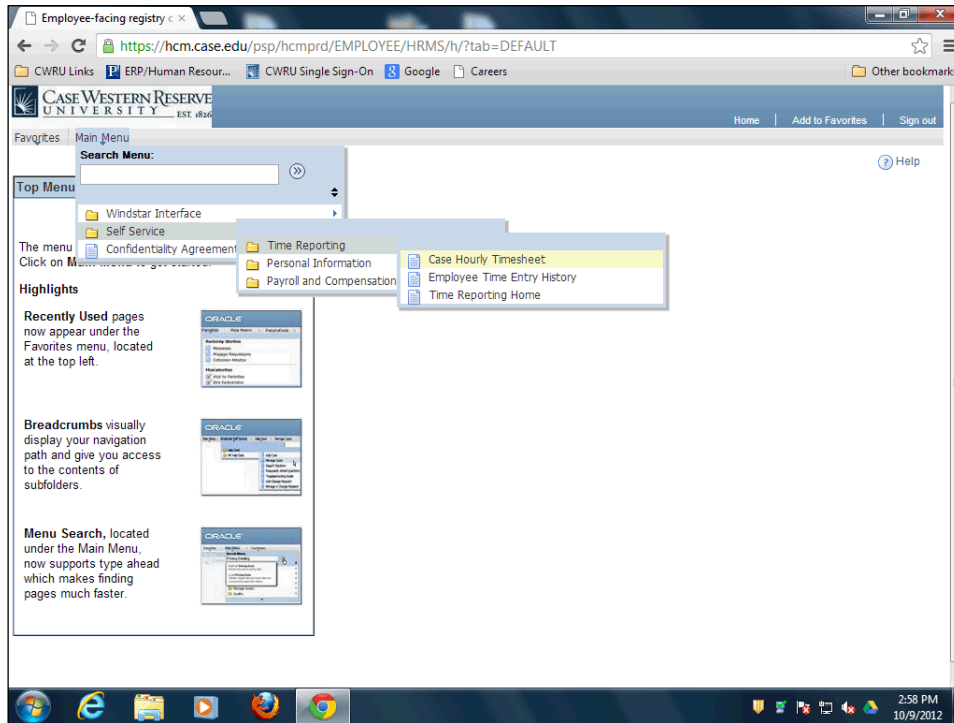 Employee-facing registry c
https://hcm.case.edu/psp/hcmprd/EMPLOYEE/HRMS/h/?tab=DEFAULT
CWRU Links ERP/Human Resour... CWRU Single Sign-On Google Careers Other bookmark
CASE WESTERN RESERVE
UNIVERSITY EST. 1826
Home | Add to Favorites | Sign out
Favorites Main Menu
Search Menu:
Help
Top Menu
Windstar Interface
Self Service
Confidentiality Agreement
Time Reporting
Personal Information
Payroll and Compensation
Case Hourly Timesheet
Employee Time Entry History
Time Reporting Home
The menu
Click on
Highlights
Recently Used pages
now appear under the
Favorites menu, located
at the top left.
ORACLE
Breadcrumbs visually
display your navigation
path and give you access
to the contents of
subfolders.
ORACLE
Menu Search, located
under the Main Menu,
now supports type ahead
which makes finding
pages much faster.
ORACLE
2:58 PM
10/9/2012